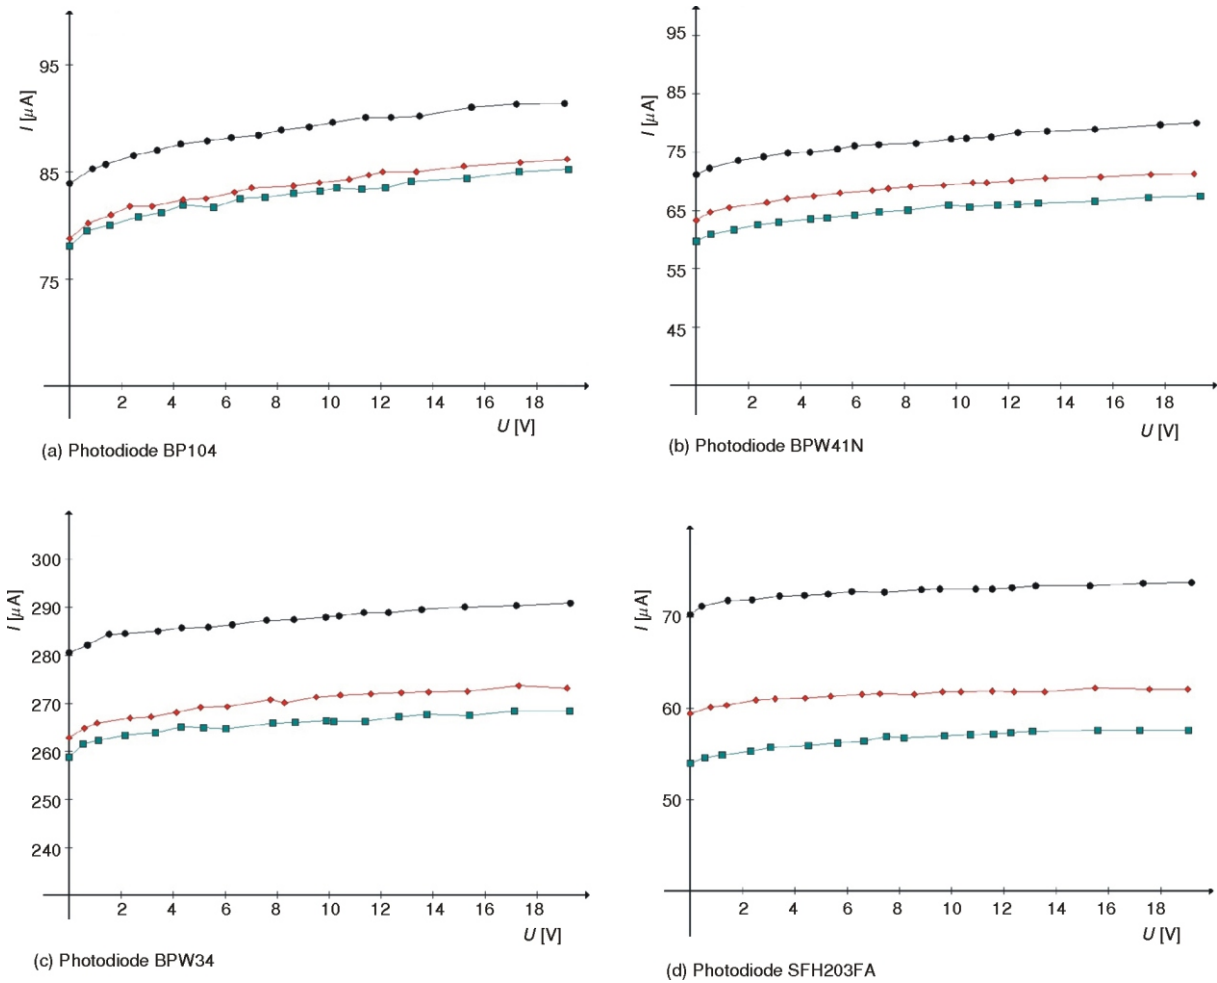 95
I [μA]
85
75
2 4 6 8 10 12 14 16 18
U [V]
(a) Photodiode BP104
95
85
I [μA]
75
65
55
45
2 4 6 8 10 12 14 16 18
U [V]
(b) Photodiode BPW41N
300
I [μA]
290
280
270
260
250
240
2 4 6 8 10 12 14 16 18
U [V]
(c) Photodiode BPW34
I [μA]
70
60
50
2 4 6 8 10 12 14 16 18
U [V]
(d) Photodiode SFH203FA